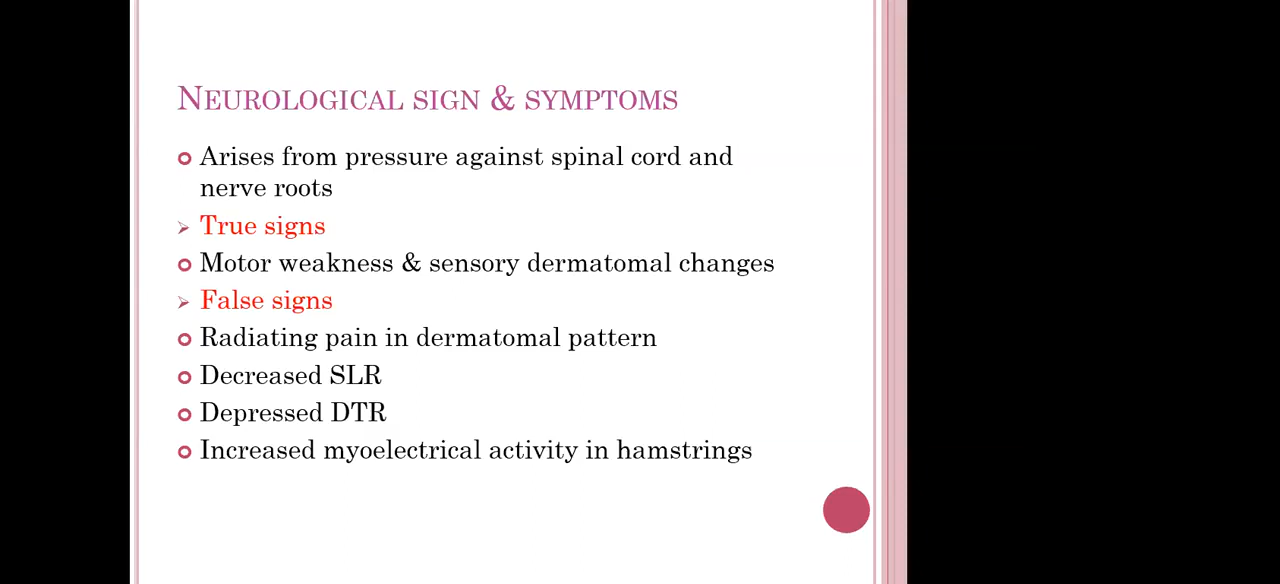 NEUROLOGICAL SIGN & SYMPTOMS
Arises from pressure against spinal cord and
nerve roots
True signs
Motor weakness & sensory dermatomal changes
False signs
Radiating pain in dermatomal pattern
Decreased SLR
Depressed DTR
Increased myoelectrical activity in hamstrings